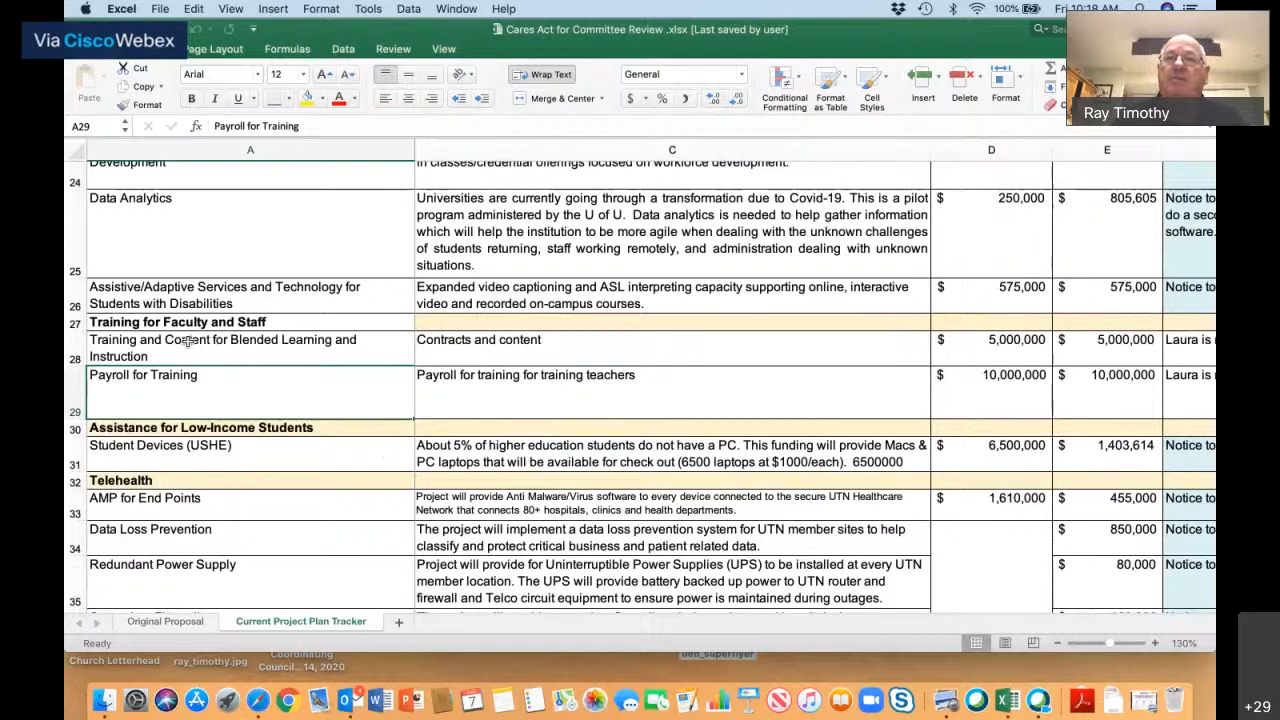 Excel File Edit View Insert Format Tools Data Window Help 100% Fri Oct 10:18 AM
Via CiscoWebex
Cares Act for Committee Review .xlsx [Last saved by user]
Page Layout Formulas Data Review View
Paste Cut Copy Format
Arial 12 Wrap Text General
B I U Merge & Center $ %
Conditional Formatting Format as Table Cell Styles Insert Delete Format
Ray Timothy
A29 fx Payroll for Training
A C D E
24 Development In classes/credential offerings focused on workforce development.
Data Analytics Universities are currently going through a transformation due to Covid-19. This is a pilot $ 250,000 $ 805,605 Notice to
program administered by the U of U. Data analytics is needed to help gather information do a seco
which will help the institution to be more agile when dealing with the unknown challenges software.
of students returning, staff working remotely, and administration dealing with unknown
25 situations.
Assistive/Adaptive Services and Technology for Expanded video captioning and ASL interpreting capacity supporting online, interactive $ 575,000 $ 575,000 Notice to
26 Students with Disabilities video and recorded on-campus courses.
27 Training for Faculty and Staff
Training and Content for Blended Learning and Contracts and content $ 5,000,000 $ 5,000,000 Laura is
28 Instruction
Payroll for Training Payroll for training for training teachers $ 10,000,000 $ 10,000,000 Laura is
29
30 Assistance for Low-Income Students
Student Devices (USHE) About 5% of higher education students do not have a PC. This funding will provide Macs & $ 6,500,000 $ 1,403,614 Notice to
31 PC laptops that will be available for check out (6500 laptops at $1000/each). 6500000
32 Telehealth
AMP for End Points Project will provide Anti Malware/Virus software to every device connected to the secure UTN Healthcare $ 1,610,000 $ 455,000 Notice to
33 Network that connects 80+ hospitals, clinics and health departments.
Data Loss Prevention The project will implement a data loss prevention system for UTN member sites to help $ 850,000 Notice to
34 classify and protect critical business and patient related data.
Redundant Power Supply Project will provide for Uninterruptible Power Supplies (UPS) to be installed at every UTN $ 80,000 Notice to
member location. The UPS will provide battery backed up power to UTN router and
35 firewall and Telco circuit equipment to ensure power is maintained during outages.
Original Proposal Current Project Plan Tracker +
Ready 130%
Church Letterhead ray_timothy.jpg Coordinating
Council...14, 2020
+29